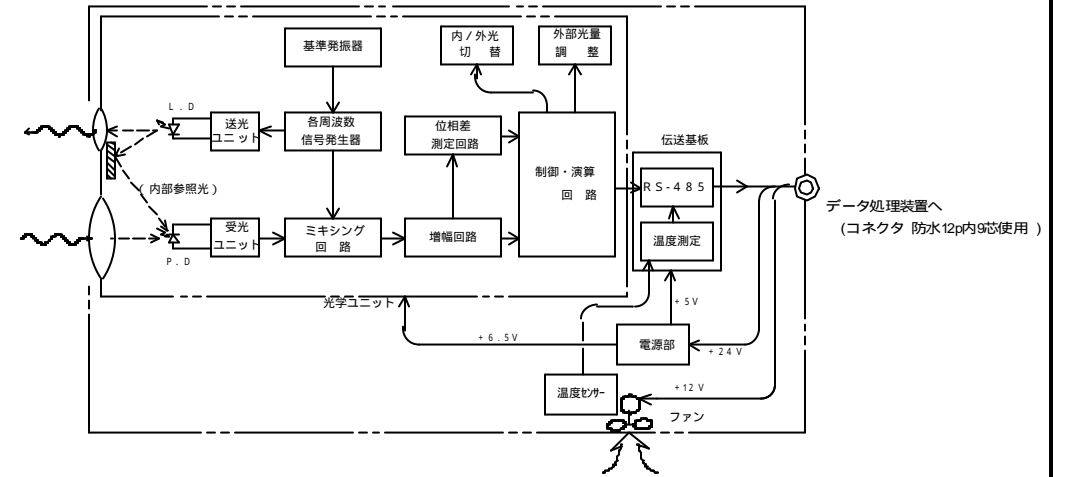 基準発振器
内/外光
切 替
外部光量
調 整
L.D
送光
ユニット
各周波数
信号発生器
位相差
測定回路
制御・演算
回 路
伝送基板
RS-485
(内部参照光)
データ処理装置へ
(コネクタ 防水12p内9芯使用)
受光
ユニット
ミキシング
回 路
増幅回路
温度測定
P.D
光学ユニット
+5V
+6.5V
電源部
+24V
温度センサー
+12V
ファン